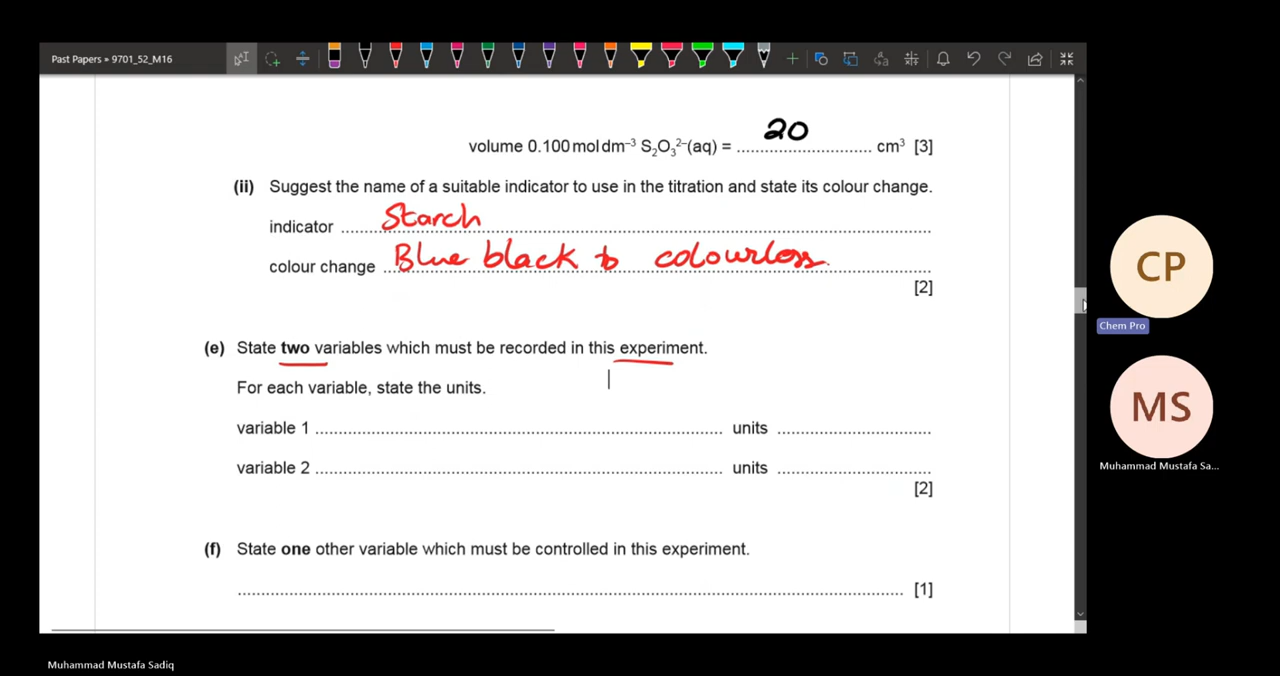 Past Papers » 9701_52_M16
20
volume 0.100 mol dm⁻³ S₂O₃²⁻(aq) = .............................. cm³ [3]
(ii) Suggest the name of a suitable indicator to use in the titration and state its colour change.
indicator ..... Starch ..............................
colour change ... Blue black to colourless. ..............................
[2]
(e) State two variables which must be recorded in this experiment.
For each variable, state the units.
variable 1 .............................. units ..............................
variable 2 .............................. units ..............................
[2]
(f) State one other variable which must be controlled in this experiment.
.............................. [1]
CP
Chem Pro
MS
Muhammad Mustafa Sa...
Muhammad Mustafa Sadiq